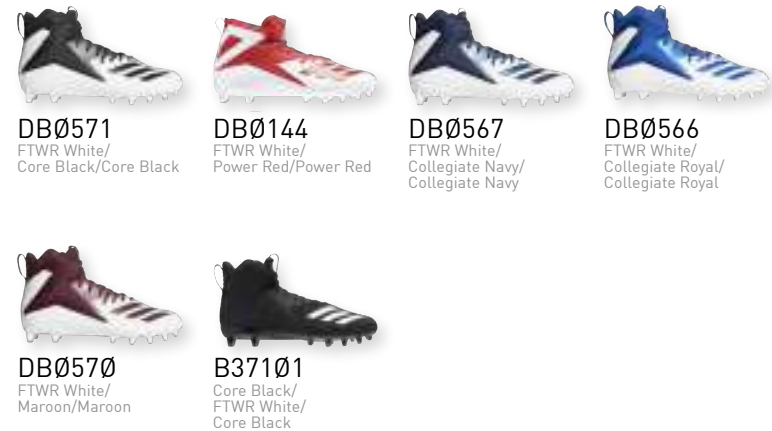 DBØ571
FTWR White/
Core Black/Core Black
DBØ144
FTWR White/
Power Red/Power Red
DBØ567
FTWR White/
Collegiate Navy/
Collegiate Navy
DBØ566
FTWR White/
Collegiate Royal/
Collegiate Royal
DBØ57Ø
FTWR White/
Maroon/Maroon
B371Ø1
Core Black/
FTWR White/
Core Black